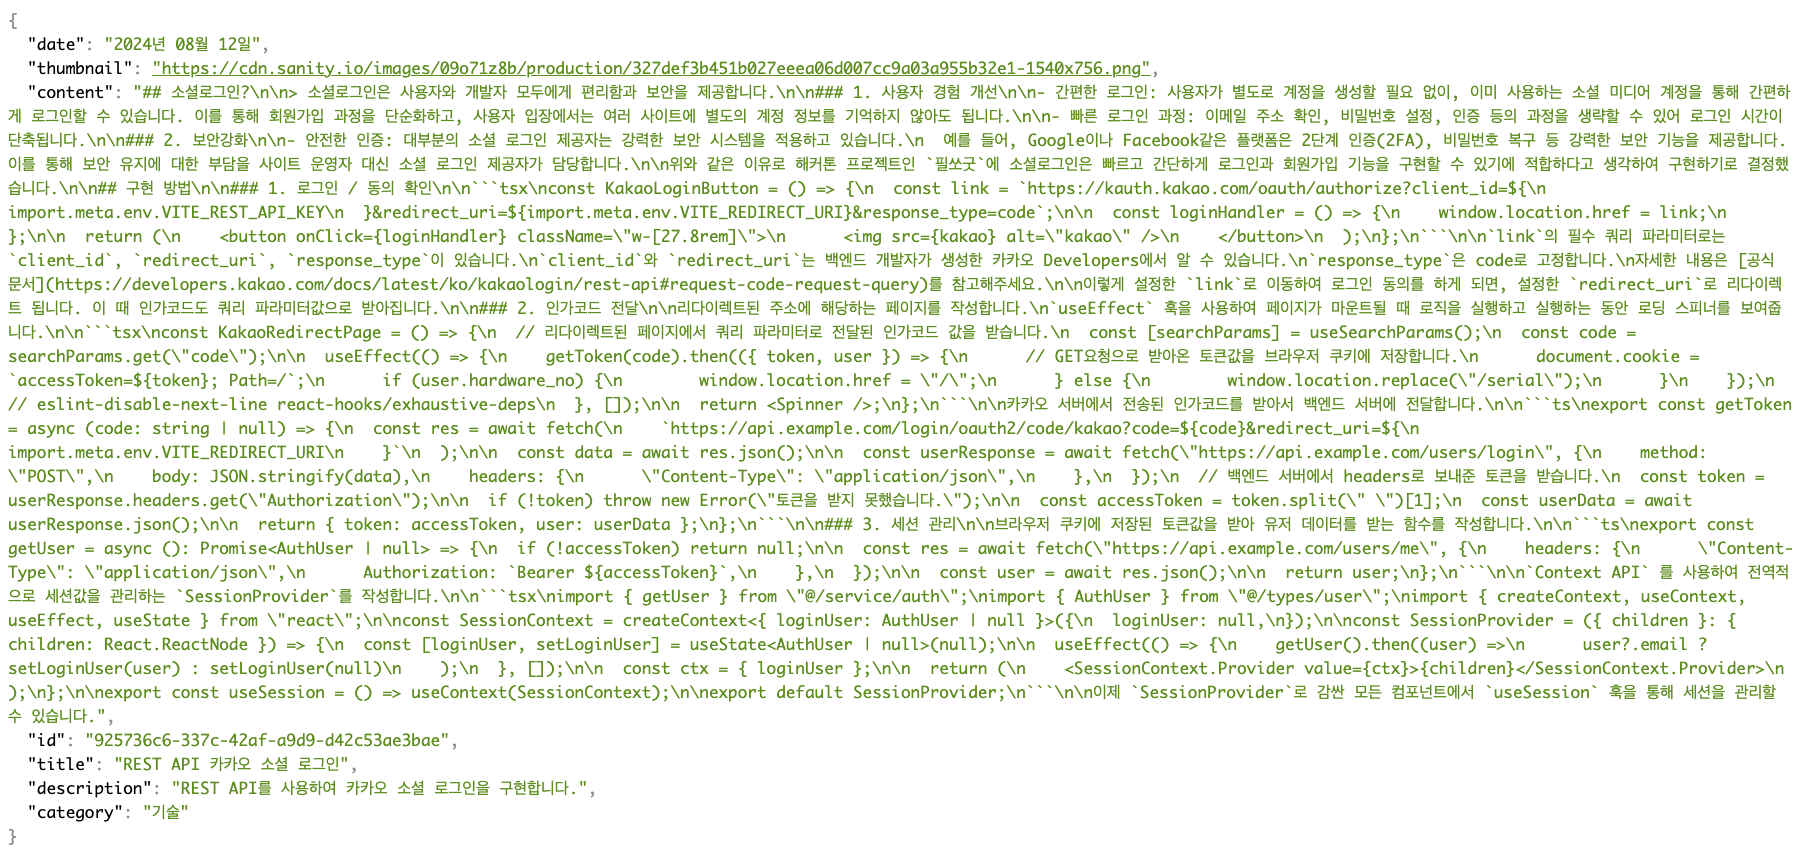 {
  "date": "2024년 08월 12일",
  "thumbnail": "https://cdn.sanity.io/images/09o71z8b/production/327def3b451b027eeea06d007cc9a03a955b32e1-1540x756.png",
  "content": "## 소셜로그인?\n\n> 소셜로그인은 사용자와 개발자 모두에게 편리함과 보안을 제공합니다.\n\n### 1. 사용자 경험 개선\n\n- 간편한 로그인: 사용자가 별도로 계정을 생성할 필요 없이, 이미 사용하는 소셜 미디어 계정을 통해 간편하
게 로그인할 수 있습니다. 이를 통해 회원가입 과정을 단순화하고, 사용자 입장에서는 여러 사이트에 별도의 계정 정보를 기억하지 않아도 됩니다.\n\n- 빠른 로그인 과정: 이메일 주소 확인, 비밀번호 설정, 인증 등의 과정을 생략할 수 있어 로그인 시간이
단축됩니다.\n\n### 2. 보안강화\n\n- 안전한 인증: 대부분의 소셜 로그인 제공자는 강력한 보안 시스템을 적용하고 있습니다.\n  예를 들어, Google이나 Facebook같은 플랫폼은 2단계 인증(2FA), 비밀번호 복구 등 강력한 보안 기능을 제공합니다.
이를 통해 보안 유지에 대한 부담을 사이트 운영자 대신 소셜 로그인 제공자가 담당합니다.\n\n위와 같은 이유로 해커톤 프로젝트인 `필쏘굿`에 소셜로그인은 빠르고 간단하게 로그인과 회원가입 기능을 구현할 수 있기에 적합하다고 생각하여 구현하기로 결정했
습니다.\n\n## 구현 방법\n\n### 1. 로그인 / 동의 확인\n\n```tsx\nconst KakaoLoginButton = () => {\n  const link = `https://kauth.kakao.com/oauth/authorize?client_id=${\n
import.meta.env.VITE_REST_API_KEY\n  }&redirect_uri=${import.meta.env.VITE_REDIRECT_URI}&response_type=code`;\n\n  const loginHandler = () => {\n    window.location.href = link;\n
};\n\n  return (\n    <button onClick={loginHandler} className=\"w-[27.8rem]\">\n      <img src={kakao} alt=\"kakao\" />\n    </button>\n  );\n};\n```\n\n`link`의 필수 쿼리 파라미터로는
`client_id`, `redirect_uri`, `response_type`이 있습니다.\n`client_id`와 `redirect_uri`는 백엔드 개발자가 생성한 카카오 Developers에서 알 수 있습니다.\n`response_type`은 code로 고정합니다.\n자세한 내용은 [공식
문서](https://developers.kakao.com/docs/latest/ko/kakaologin/rest-api#request-code-request-query)를 참고해주세요.\n\n이렇게 설정한 `link`로 이동하여 로그인 동의를 하게 되면, 설정한 `redirect_uri`로 리다이렉
트 됩니다. 이 때 인가코드도 쿼리 파라미터값으로 받아집니다.\n\n### 2. 인가코드 전달\n\n리다이렉트된 주소에 해당하는 페이지를 작성합니다.\n`useEffect` 훅을 사용하여 페이지가 마운트될 때 로직을 실행하고 실행하는 동안 로딩 스피너를 보여줍
니다.\n\n```tsx\nconst KakaoRedirectPage = () => {\n  // 리다이렉트된 페이지에서 쿼리 파라미터로 전달된 인가코드 값을 받습니다.\n  const [searchParams] = useSearchParams();\n  const code =
searchParams.get(\"code\");\n\n  useEffect(() => {\n    getToken(code).then(({ token, user }) => {\n      // GET요청으로 받아온 토큰값을 브라우저 쿠키에 저장합니다.\n      document.cookie =
`accessToken=${token}; Path=/`;\n      if (user.hardware_no) {\n        window.location.href = \"/\";\n      } else {\n        window.location.replace(\"/serial\");\n      }\n    });\n
// eslint-disable-next-line react-hooks/exhaustive-deps\n  }, []);\n\n  return <Spinner />;\n};\n```\n\n카카오 서버에서 전송된 인가코드를 받아서 백엔드 서버에 전달합니다.\n\n```ts\nexport const getToken
= async (code: string | null) => {\n  const res = await fetch(\n    `https://api.example.com/login/oauth2/code/kakao?code=${code}&redirect_uri=${\n
import.meta.env.VITE_REDIRECT_URI\n    }`\n  );\n\n  const data = await res.json();\n\n  const userResponse = await fetch(\"https://api.example.com/users/login\", {\n    method:
\"POST\",\n    body: JSON.stringify(data),\n    headers: {\n      \"Content-Type\": \"application/json\",\n    },\n  });\n  // 백엔드 서버에서 headers로 보내준 토큰을 받습니다.\n  const token =
userResponse.headers.get(\"Authorization\");\n\n  if (!token) throw new Error(\"토큰을 받지 못했습니다.\");\n\n  const accessToken = token.split(\" \")[1];\n  const userData = await
userResponse.json();\n\n  return { token: accessToken, user: userData };\n};\n```\n\n### 3. 세션 관리\n\n브라우저 쿠키에 저장된 토큰값을 받아 유저 데이터를 받는 함수를 작성합니다.\n\n```ts\nexport const
getUser = async (): Promise<AuthUser | null> => {\n  if (!accessToken) return null;\n\n  const res = await fetch(\"https://api.example.com/users/me\", {\n    headers: {\n      \"Content-
Type\": \"application/json\",\n      Authorization: `Bearer ${accessToken}`,\n    },\n  });\n\n  const user = await res.json();\n\n  return user;\n};\n```\n\n`Context API` 를 사용하여 전역적
으로 세션값을 관리하는 `SessionProvider`를 작성합니다.\n\n```tsx\nimport { getUser } from \"@/service/auth\";\nimport { AuthUser } from \"@/types/user\";\nimport { createContext, useContext,
useEffect, useState } from \"react\";\n\nconst SessionContext = createContext<{ loginUser: AuthUser | null }>({\n  loginUser: null,\n});\n\nconst SessionProvider = ({ children }: {
children: React.ReactNode }) => {\n  const [loginUser, setLoginUser] = useState<AuthUser | null>(null);\n\n  useEffect(() => {\n    getUser().then((user) =>\n      user?.email ?
setLoginUser(user) : setLoginUser(null)\n    );\n  }, []);\n\n  const ctx = { loginUser };\n\n  return (\n    <SessionContext.Provider value={ctx}>{children}</SessionContext.Provider>\n
);\n};\n\nexport const useSession = () => useContext(SessionContext);\n\nexport default SessionProvider;\n```\n\n이제 `SessionProvider`로 감싼 모든 컴포넌트에서 `useSession` 훅을 통해 세션을 관리할
수 있습니다.",
  "id": "925736c6-337c-42af-a9d9-d42c53ae3bae",
  "title": "REST API 카카오 소셜 로그인",
  "description": "REST API를 사용하여 카카오 소셜 로그인을 구현합니다.",
  "category": "기술"
}